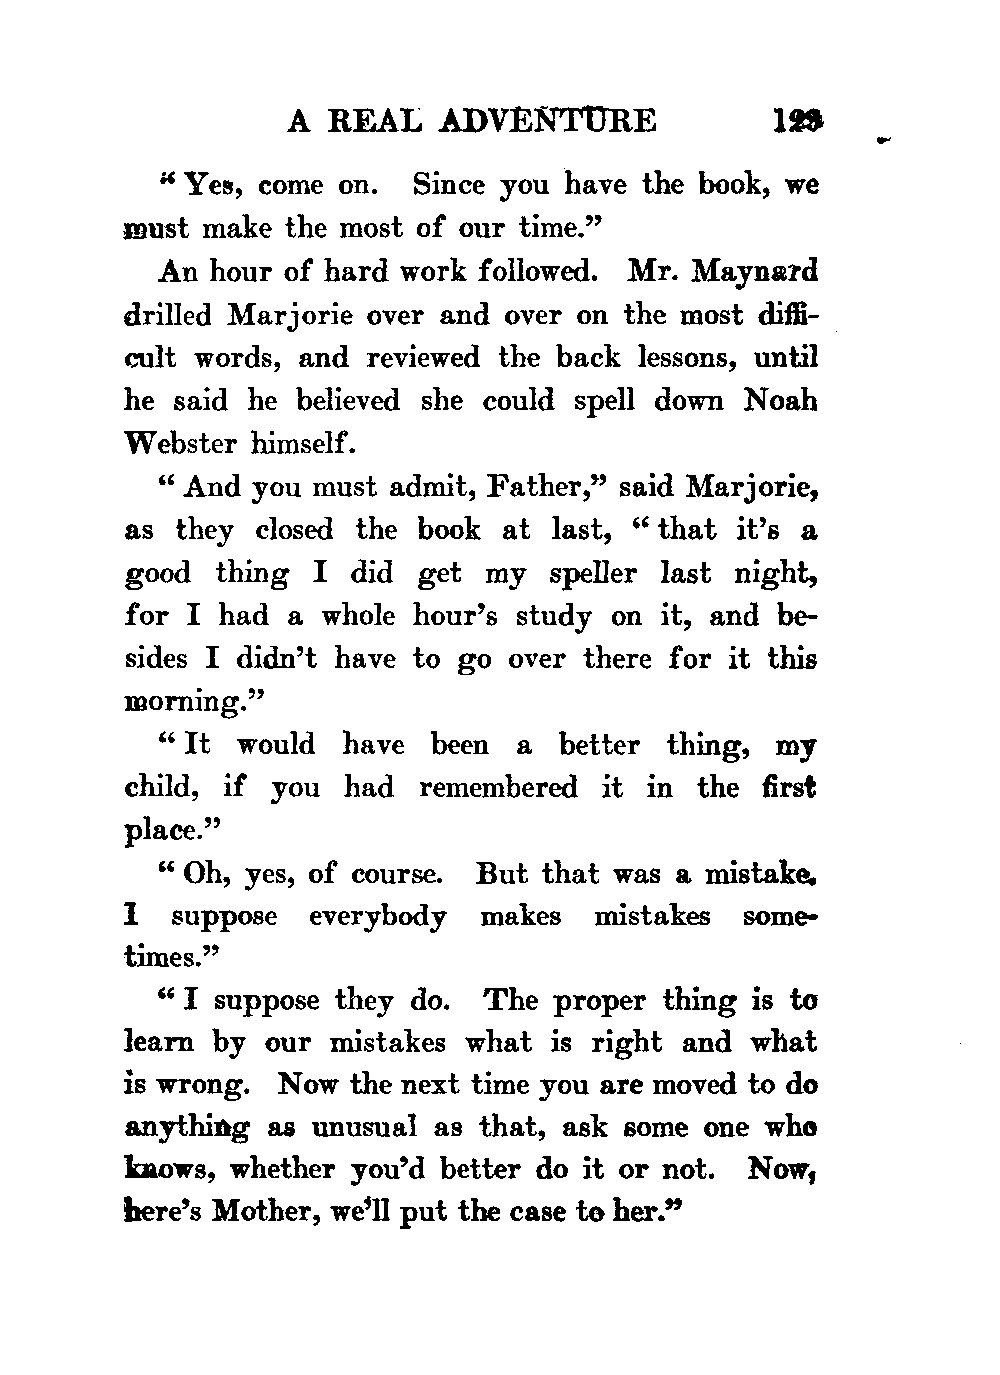 A REAL ADVENTURE 123
“ Yes, come on. Since you have the book, we
must make the most of our time.”
An hour of hard work followed. Mr. Maynard
drilled Marjorie over and over on the most diffi-
cult words, and reviewed the back lessons, until
he said he believed she could spell down Noah
Webster himself.
“ And you must admit, Father,” said Marjorie,
as they closed the book at last, “ that it’s a
good thing I did get my speller last night,
for I had a whole hour’s study on it, and be-
sides I didn’t have to go over there for it this
morning.”
“ It would have been a better thing, my
child, if you had remembered it in the first
place.”
“ Oh, yes, of course. But that was a mistake.
I suppose everybody makes mistakes some-
times.”
“ I suppose they do. The proper thing is to
learn by our mistakes what is right and what
is wrong. Now the next time you are moved to do
anything as unusual as that, ask some one who
knows, whether you’d better do it or not. Now,
here’s Mother, we’ll put the case to her.”